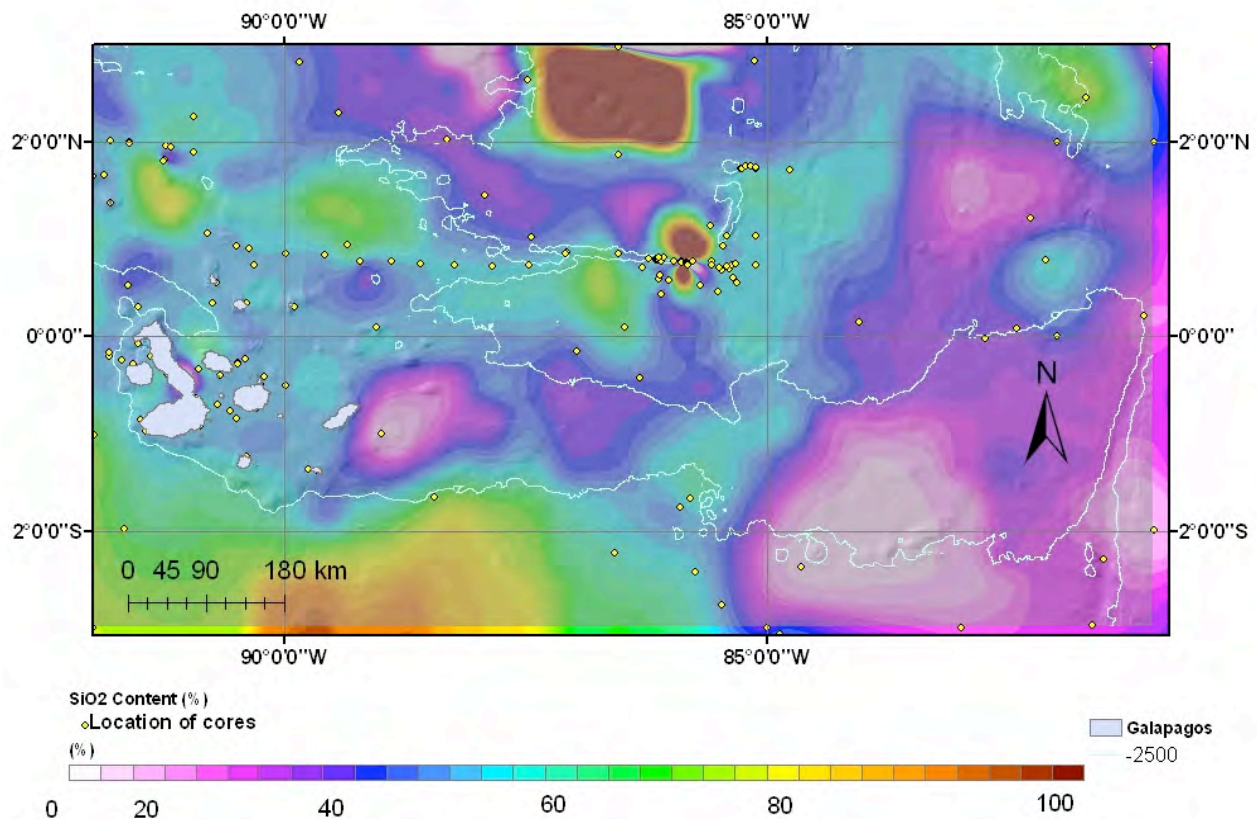 90°0'0"W 85°0'0"W
2°0'0"N 2°0'0"N
N
0°0'0" 0°0'0"
2°0'0"S 2°0'0"S
0 45 90 180 km
90°0'0"W 85°0'0"W
SiO2 Content (%)
Location of cores
(%)
Galapagos
-2500
0 20 40 60 80 100